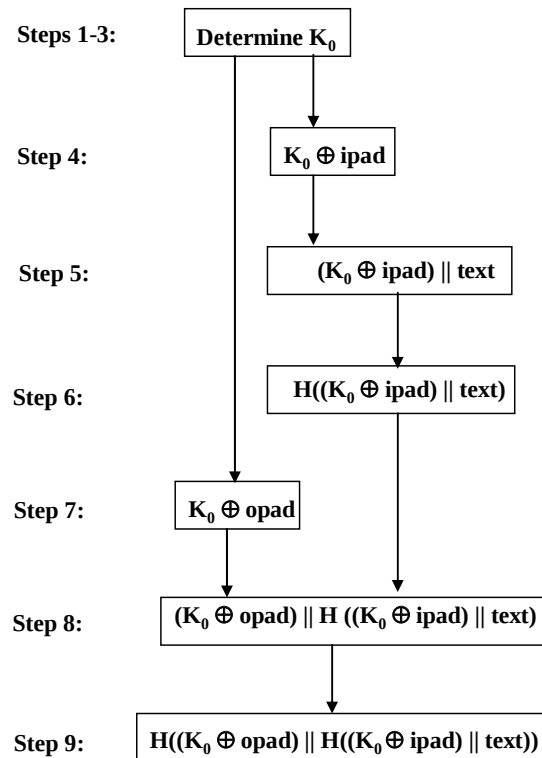 Steps 1-3: Determine K₀
Step 4: K₀ ⊕ ipad
Step 5: (K₀ ⊕ ipad) || text
Step 6: H((K₀ ⊕ ipad) || text)
Step 7: K₀ ⊕ opad
Step 8: (K₀ ⊕ opad) || H ((K₀ ⊕ ipad) || text)
Step 9: H((K₀ ⊕ opad) || H((K₀ ⊕ ipad) || text))